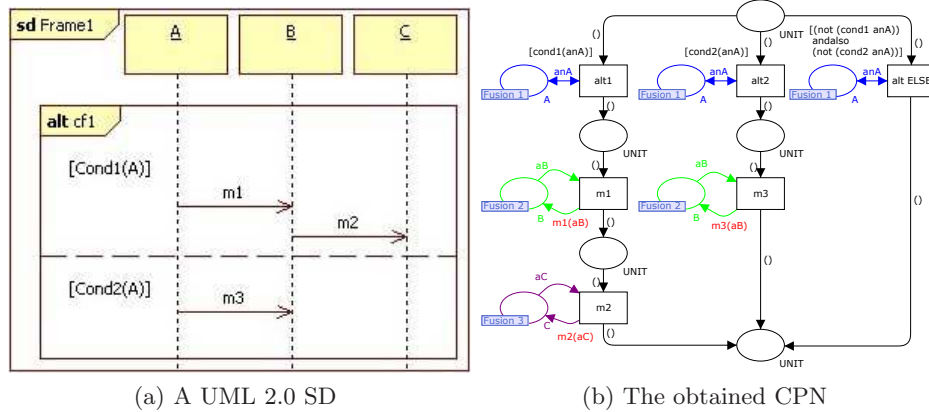 sd Frame1
A
B
C
alt cf1
[Cond1(A)]
m1
m2
[Cond2(A)]
m3
(a) A UML 2.0 SD
UNIT
()
()
()
[cond1(anA)]
[cond2(anA)]
[(not (cond1 anA))
andalso
(not (cond2 anA))]
anA
alt1
Fusion 1
A
anA
alt2
Fusion 1
A
anA
alt ELSE
Fusion 1
A
()
()
UNIT
UNIT
()
()
()
aB
m1
Fusion 2
B
m1(aB)
aB
m3
Fusion 2
B
m3(aB)
()
UNIT
()
()
aC
m2
Fusion 3
C
m2(aC)
()
UNIT
(b) The obtained CPN